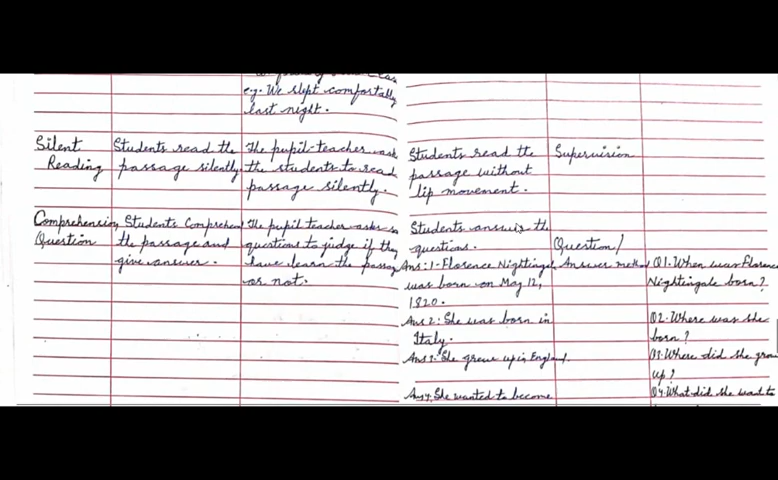 e.g. We slept comfortably
last night.
Silent
Reading
Students read the
passage silently
The pupil-teacher ask
the students to read
passage silently.
Students read the
passage without
lip movement.
Supervision
Comprehension
Question
Students Comprehend
the passage and
give answer.
The pupil teacher asks
questions to judge if they
have learn the passage
or not.
Students answer the
questions.
Ans:1- Florence Nightingale
was born on May 12,
1820.
Ans 2: She was born in
Italy.
Ans 3: She grew up in England.
Ans 4: She wanted to become
Question/
Answer method
Q1. When was Florence
Nightingale born?
Q2. Where was she
born?
Q3. Where did she grow
up?
Q4. What did she want to